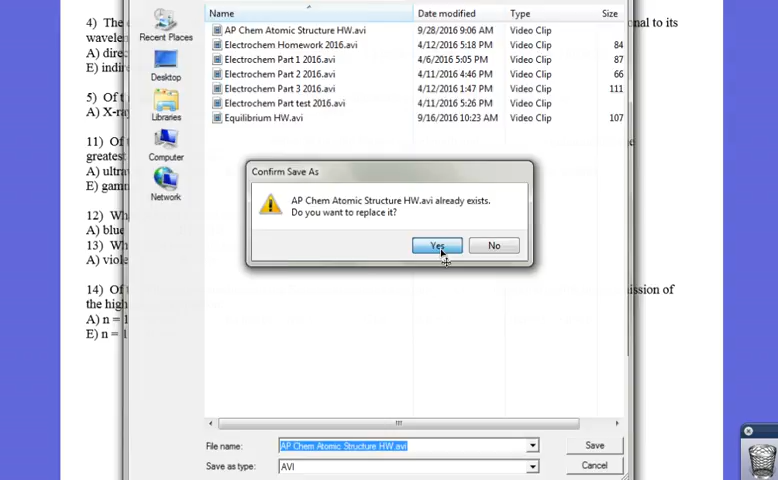 Name Date modified Type Size
4) The
onal to its
wavele
A) direc
E) indir
5) Of t
A) X-ra
11) Of
greatest
A) ultra
E) gam
12) Wh
A) blue
13) Wh
A) viole
14) Of t
ission of
the high
A) n = 1
E) n = 1
Recent Places
Desktop
Libraries
Computer
Network
AP Chem Atomic Structure HW.avi 9/28/2016 9:06 AM Video Clip
Electrochem Homework 2016.avi 4/12/2016 5:18 PM Video Clip 84
Electrochem Part 1 2016.avi 4/6/2016 5:05 PM Video Clip 87
Electrochem Part 2 2016.avi 4/11/2016 4:46 PM Video Clip 66
Electrochem Part 3 2016.avi 4/12/2016 1:47 PM Video Clip 111
Electrochem Part test 2016.avi 4/11/2016 5:26 PM Video Clip
Equilibrium HW.avi 9/16/2016 10:23 AM Video Clip 107
Confirm Save As
AP Chem Atomic Structure HW.avi already exists.
Do you want to replace it?
Yes No
File name: AP Chem Atomic Structure HW.avi Save
Save as type: AVI Cancel